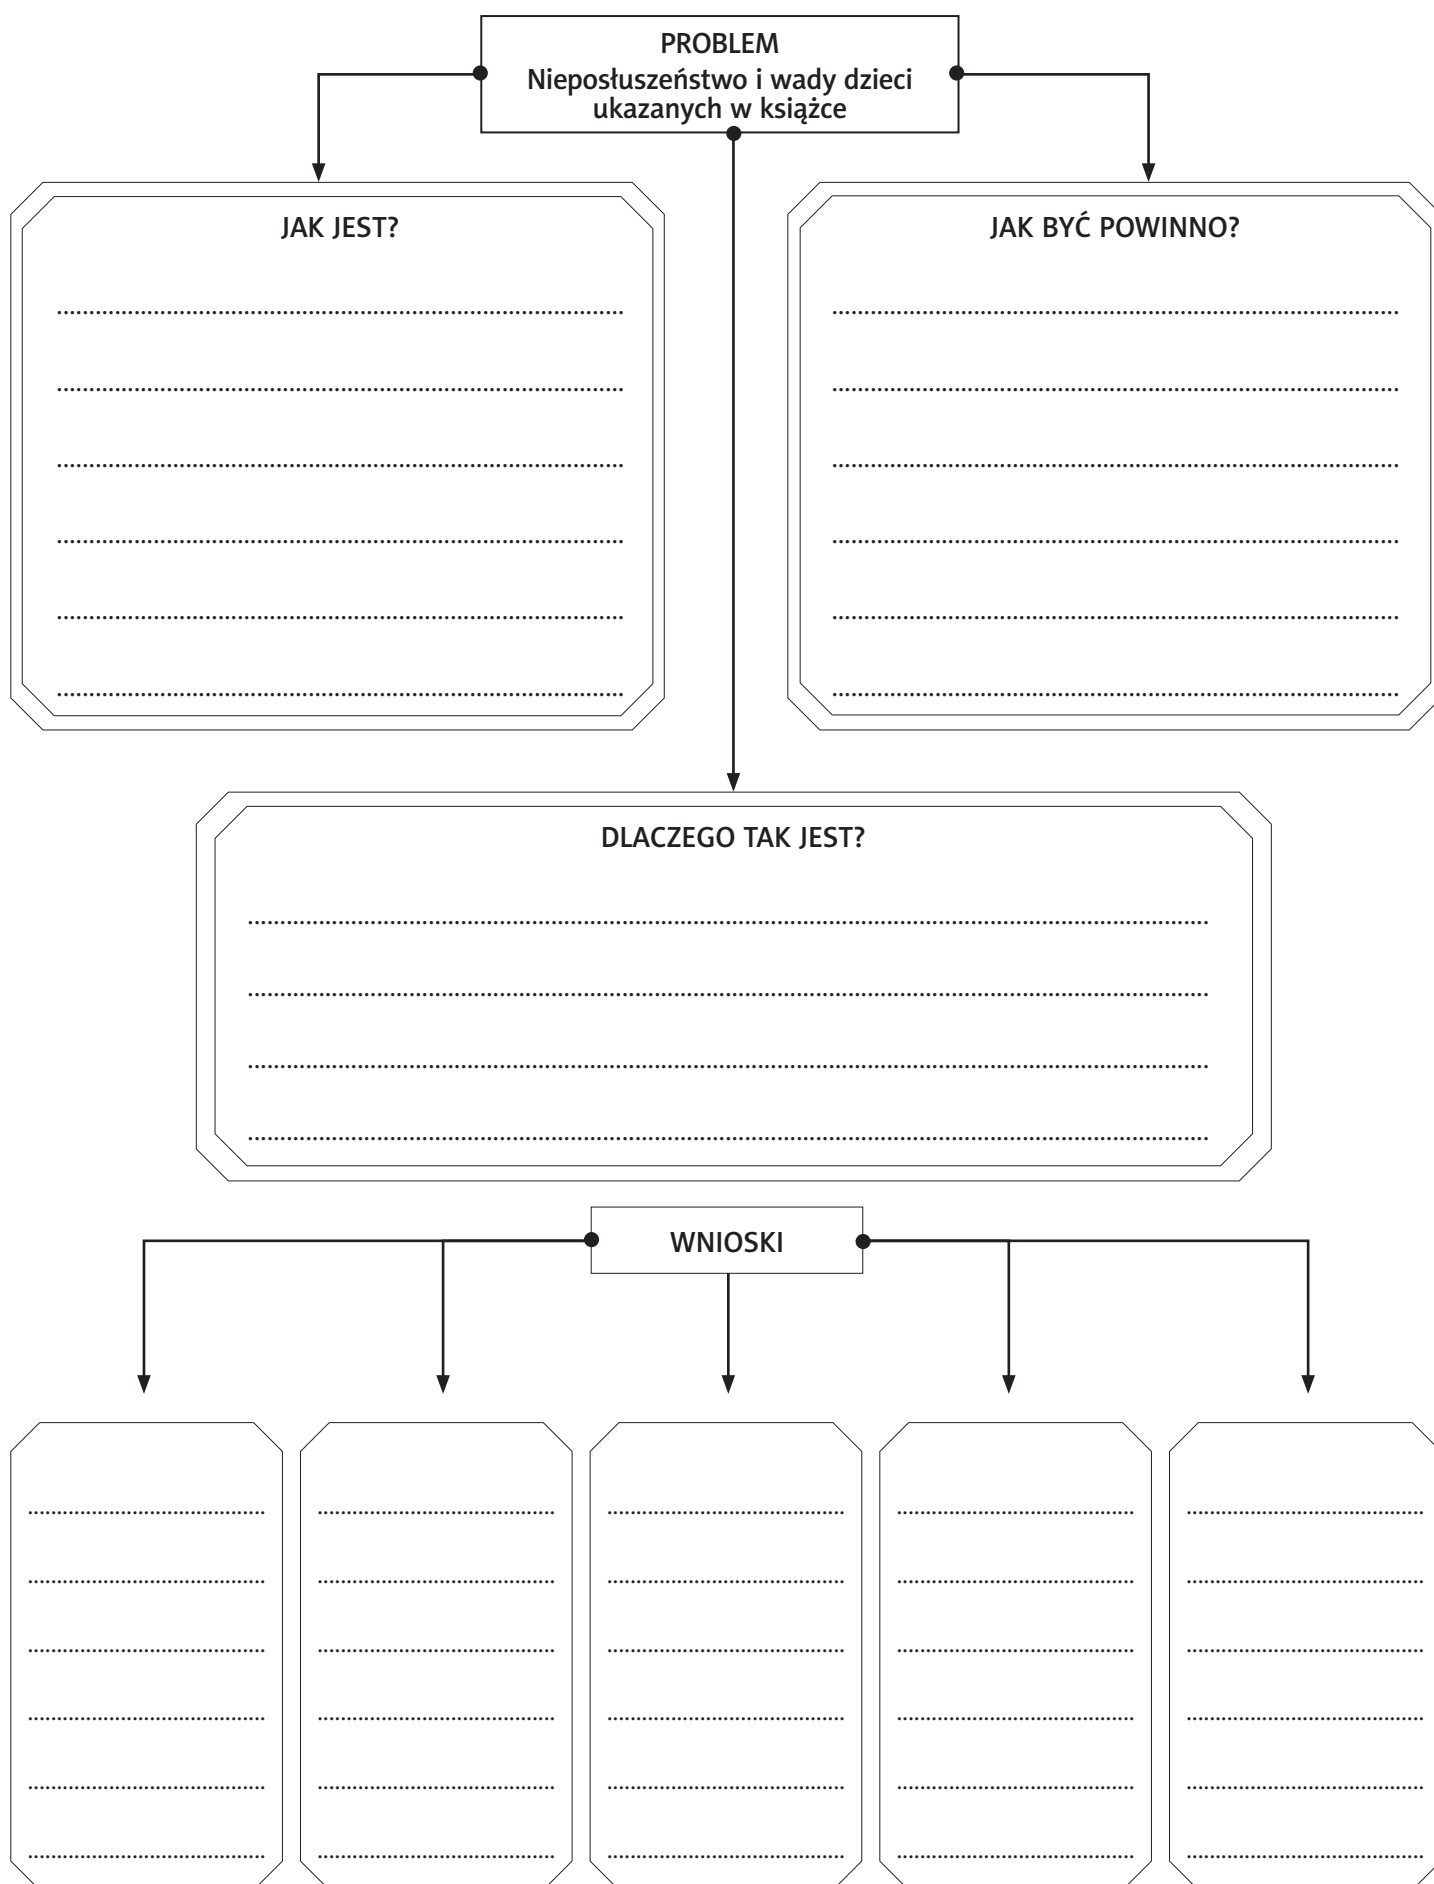 PROBLEM
Nieposłuszeństwo i wady dzieci
ukazanych w książce
JAK JEST?
JAK BYĆ POWINNO?
DLACZEGO TAK JEST?
WNIOSKI